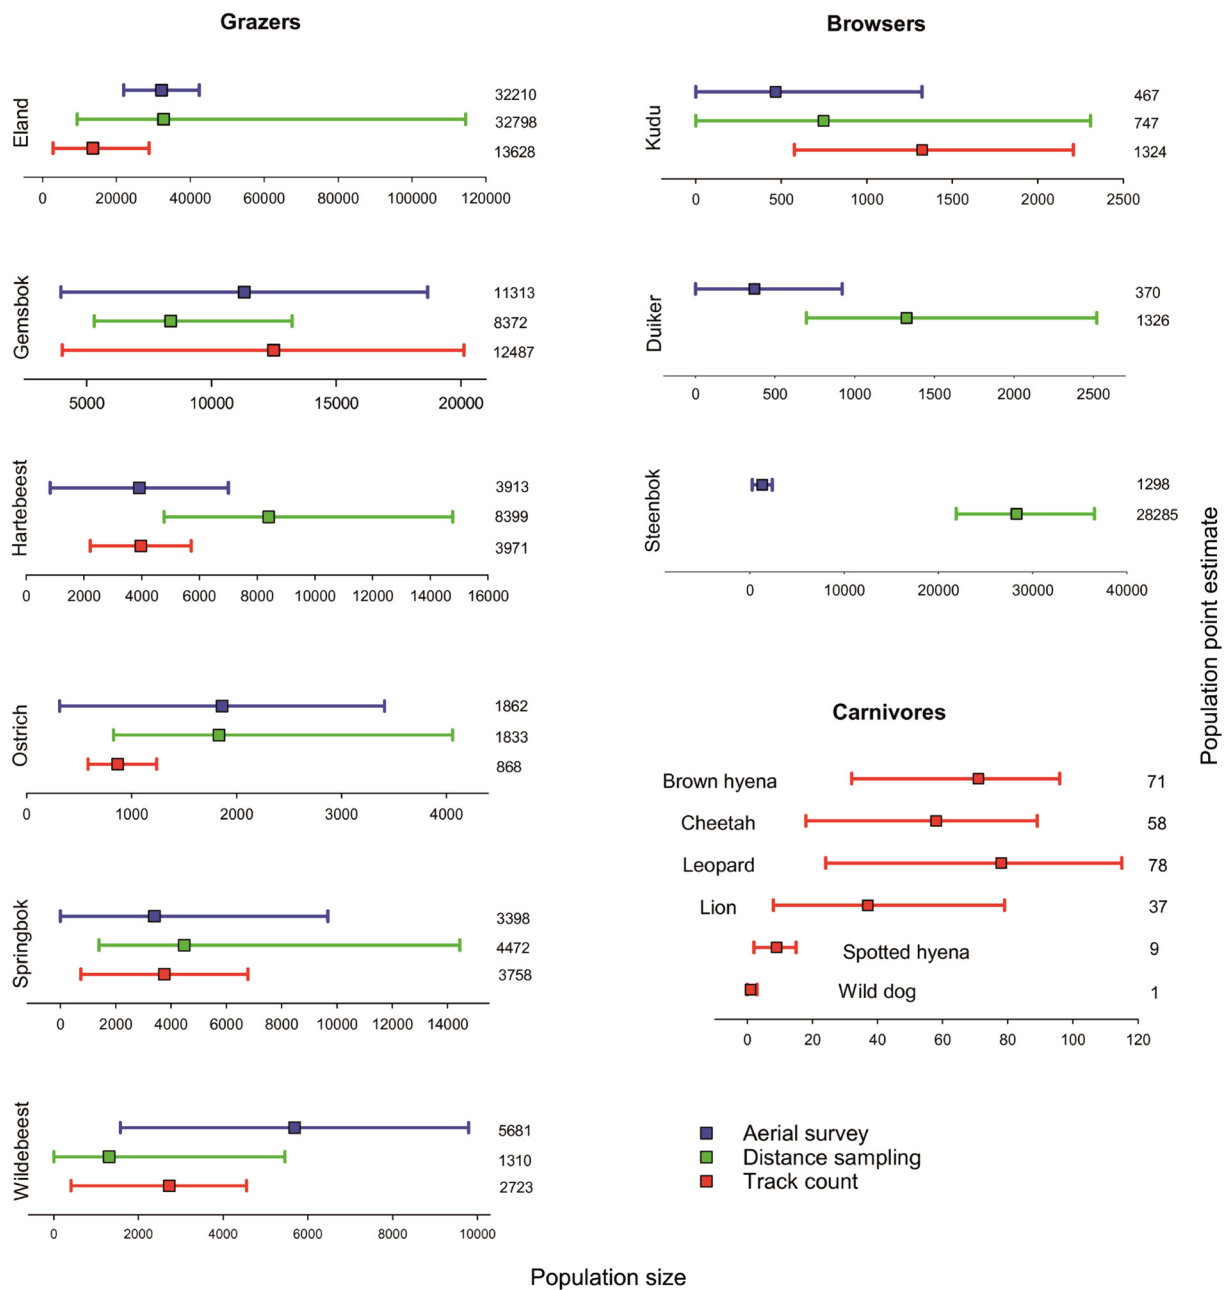 Grazers
Eland
32210
32798
13628
0 20000 40000 60000 80000 100000 120000
Gemsbok
11313
8372
12487
5000 10000 15000 20000
Hartebeest
3913
8399
3971
0 2000 4000 6000 8000 10000 12000 14000 16000
Ostrich
1862
1833
868
0 1000 2000 3000 4000
Springbok
3398
4472
3758
0 2000 4000 6000 8000 10000 12000 14000
Wildebeest
5681
1310
2723
0 2000 4000 6000 8000 10000
Browsers
Kudu
467
747
1324
0 500 1000 1500 2000 2500
Duiker
370
1326
0 500 1000 1500 2000 2500
Steenbok
1298
28285
0 10000 20000 30000 40000
Carnivores
Brown hyena 71
Cheetah 58
Leopard 78
Lion 37
Spotted hyena 9
Wild dog 1
0 20 40 60 80 100 120
Aerial survey
Distance sampling
Track count
Population size
Population point estimate